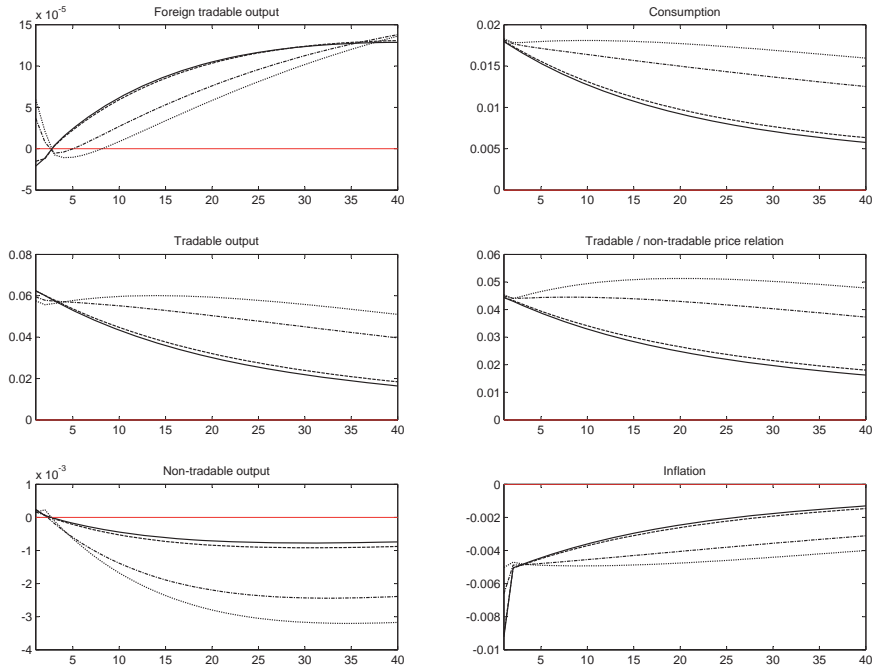 Foreign tradable output
x 10^-5
15
10
5
0
-5
5 10 15 20 25 30 35 40
Consumption
0.02
0.015
0.01
0.005
0
5 10 15 20 25 30 35 40
Tradable output
0.08
0.06
0.04
0.02
0
5 10 15 20 25 30 35 40
Tradable / non-tradable price relation
0.06
0.05
0.04
0.03
0.02
0.01
0
5 10 15 20 25 30 35 40
Non-tradable output
x 10^-3
1
0
-1
-2
-3
-4
5 10 15 20 25 30 35 40
Inflation
0
-0.002
-0.004
-0.006
-0.008
-0.01
5 10 15 20 25 30 35 40